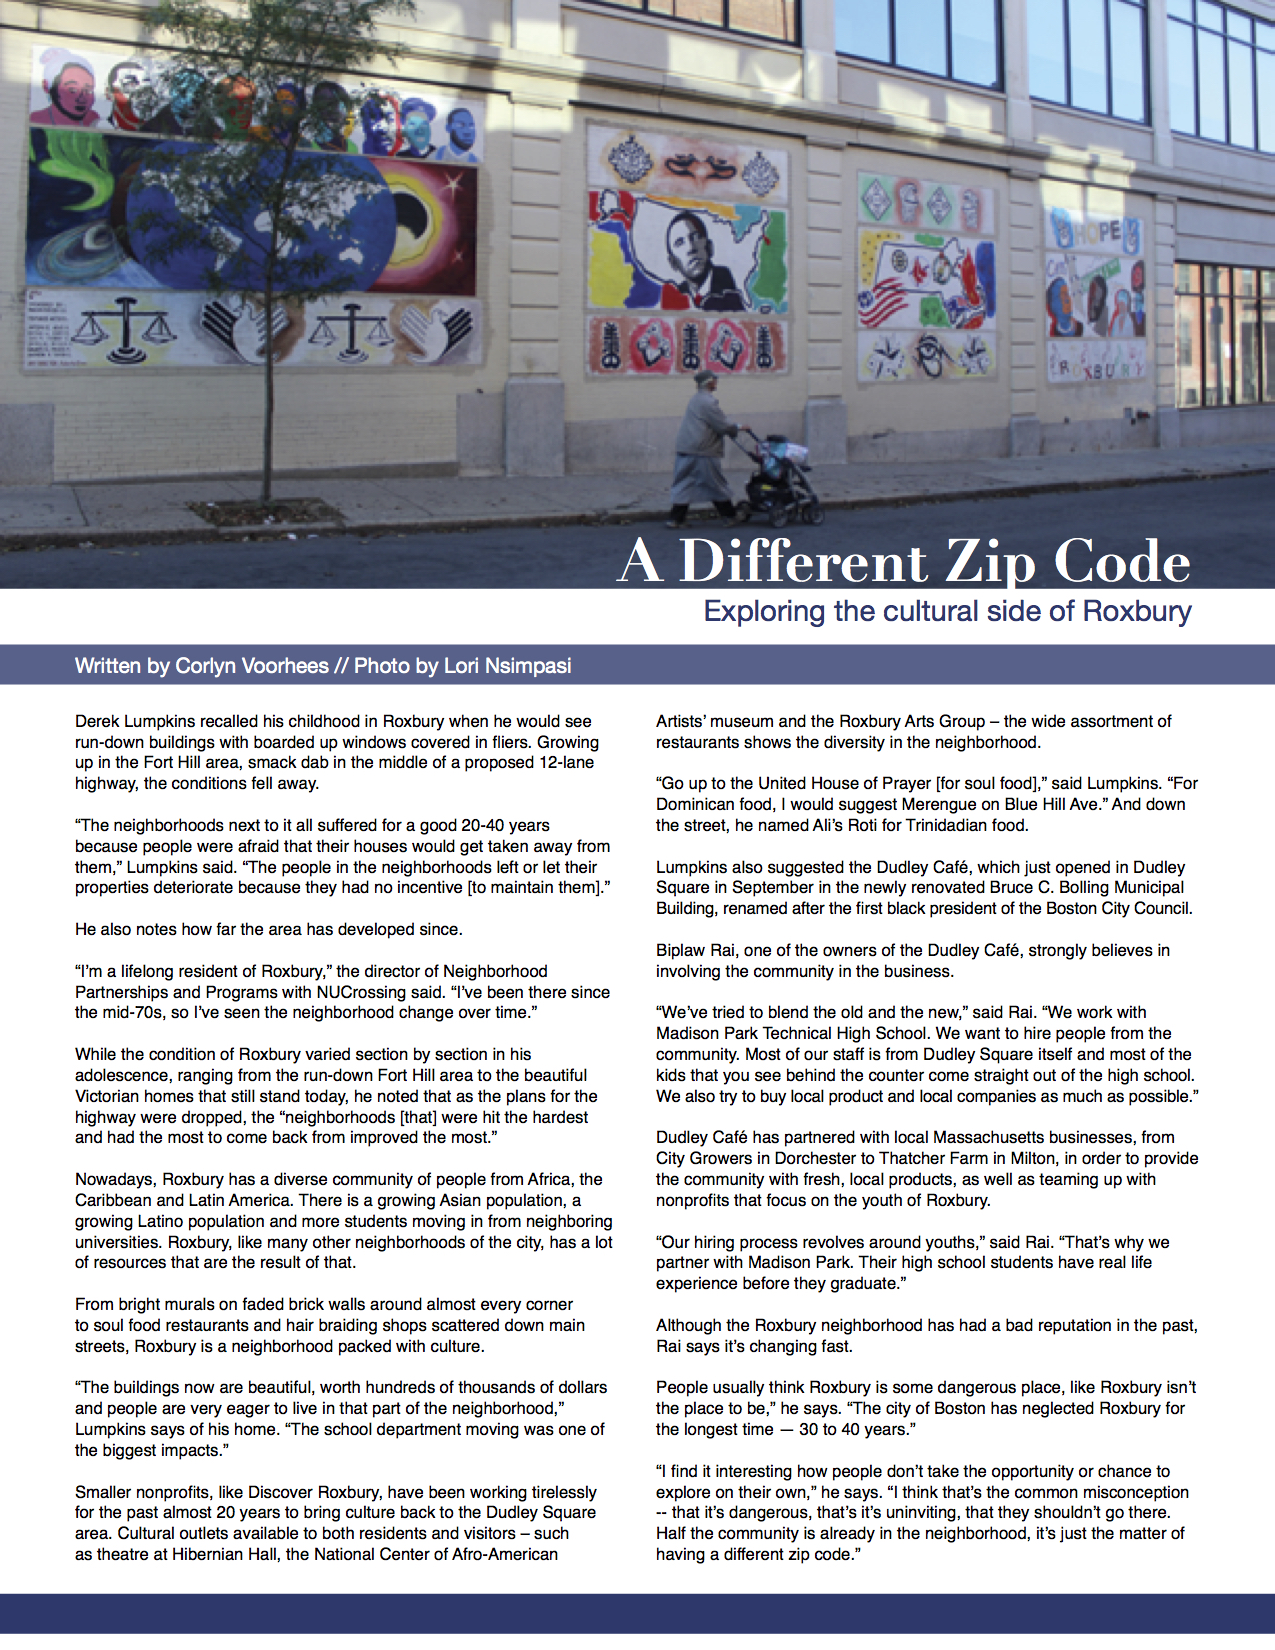 HOPE
ROXBURY
A Different Zip Code
Exploring the cultural side of Roxbury
Written by Corlyn Voorhees // Photo by Lori Nsimpasi
Derek Lumpkins recalled his childhood in Roxbury when he would see
run-down buildings with boarded up windows covered in fliers. Growing
up in the Fort Hill area, smack dab in the middle of a proposed 12-lane
highway, the conditions fell away.
“The neighborhoods next to it all suffered for a good 20-40 years
because people were afraid that their houses would get taken away from
them,” Lumpkins said. “The people in the neighborhoods left or let their
properties deteriorate because they had no incentive [to maintain them].”
He also notes how far the area has developed since.
“I’m a lifelong resident of Roxbury,” the director of Neighborhood
Partnerships and Programs with NUCrossing said. “I’ve been there since
the mid-70s, so I’ve seen the neighborhood change over time.”
While the condition of Roxbury varied section by section in his
adolescence, ranging from the run-down Fort Hill area to the beautiful
Victorian homes that still stand today, he noted that as the plans for the
highway were dropped, the “neighborhoods [that] were hit the hardest
and had the most to come back from improved the most.”
Nowadays, Roxbury has a diverse community of people from Africa, the
Caribbean and Latin America. There is a growing Asian population, a
growing Latino population and more students moving in from neighboring
universities. Roxbury, like many other neighborhoods of the city, has a lot
of resources that are the result of that.
From bright murals on faded brick walls around almost every corner
to soul food restaurants and hair braiding shops scattered down main
streets, Roxbury is a neighborhood packed with culture.
“The buildings now are beautiful, worth hundreds of thousands of dollars
and people are very eager to live in that part of the neighborhood,”
Lumpkins says of his home. “The school department moving was one of
the biggest impacts.”
Smaller nonprofits, like Discover Roxbury, have been working tirelessly
for the past almost 20 years to bring culture back to the Dudley Square
area. Cultural outlets available to both residents and visitors – such
as theatre at Hibernian Hall, the National Center of Afro-American
Artists’ museum and the Roxbury Arts Group – the wide assortment of
restaurants shows the diversity in the neighborhood.
“Go up to the United House of Prayer [for soul food],” said Lumpkins. “For
Dominican food, I would suggest Merengue on Blue Hill Ave.” And down
the street, he named Ali’s Roti for Trinidadian food.
Lumpkins also suggested the Dudley Café, which just opened in Dudley
Square in September in the newly renovated Bruce C. Bolling Municipal
Building, renamed after the first black president of the Boston City Council.
Biplaw Rai, one of the owners of the Dudley Café, strongly believes in
involving the community in the business.
“We’ve tried to blend the old and the new,” said Rai. “We work with
Madison Park Technical High School. We want to hire people from the
community. Most of our staff is from Dudley Square itself and most of the
kids that you see behind the counter come straight out of the high school.
We also try to buy local product and local companies as much as possible.”
Dudley Café has partnered with local Massachusetts businesses, from
City Growers in Dorchester to Thatcher Farm in Milton, in order to provide
the community with fresh, local products, as well as teaming up with
nonprofits that focus on the youth of Roxbury.
“Our hiring process revolves around youths,” said Rai. “That’s why we
partner with Madison Park. Their high school students have real life
experience before they graduate.”
Although the Roxbury neighborhood has had a bad reputation in the past,
Rai says it’s changing fast.
People usually think Roxbury is some dangerous place, like Roxbury isn’t
the place to be,” he says. “The city of Boston has neglected Roxbury for
the longest time — 30 to 40 years.”
“I find it interesting how people don’t take the opportunity or chance to
explore on their own,” he says. “I think that’s the common misconception
-- that it’s dangerous, that’s it’s uninviting, that they shouldn’t go there.
Half the community is already in the neighborhood, it’s just the matter of
having a different zip code.”